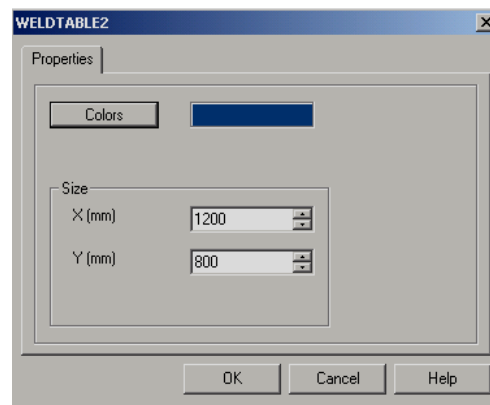 WELDTABLE2
Properties
Colors
Size
X (mm) 1200
Y (mm) 800
OK Cancel Help